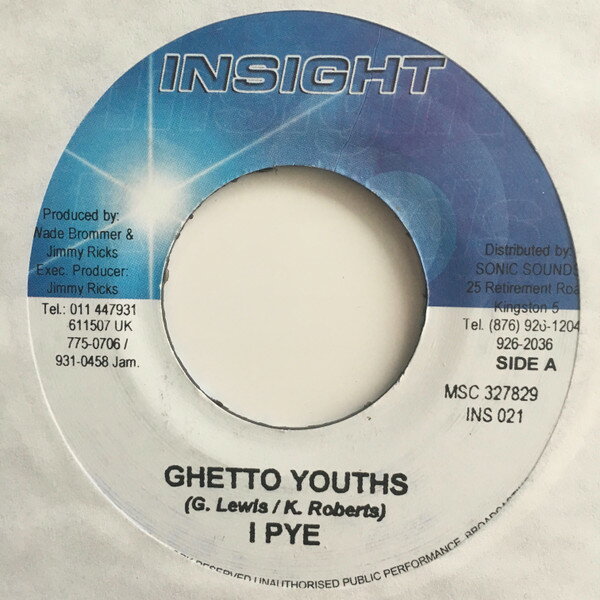 INSIGHT
Produced by:
Wade Brommer &
Jimmy Ricks
Exec. Producer:
Jimmy Ricks
Tel.: 011 447931
611507 UK
775-0706 /
931-0458 Jam.
Distributed by:
SONIC SOUNDS
25 Retirement Roa
Kingston 5
Tel. (876) 926-1204
926-2036
SIDE A
MSC 327829
INS 021
GHETTO YOUTHS
(G. Lewis / K. Roberts)
I PYE
RESERVED UNAUTHORISED PUBLIC PERFORMANCE, BROADCAST